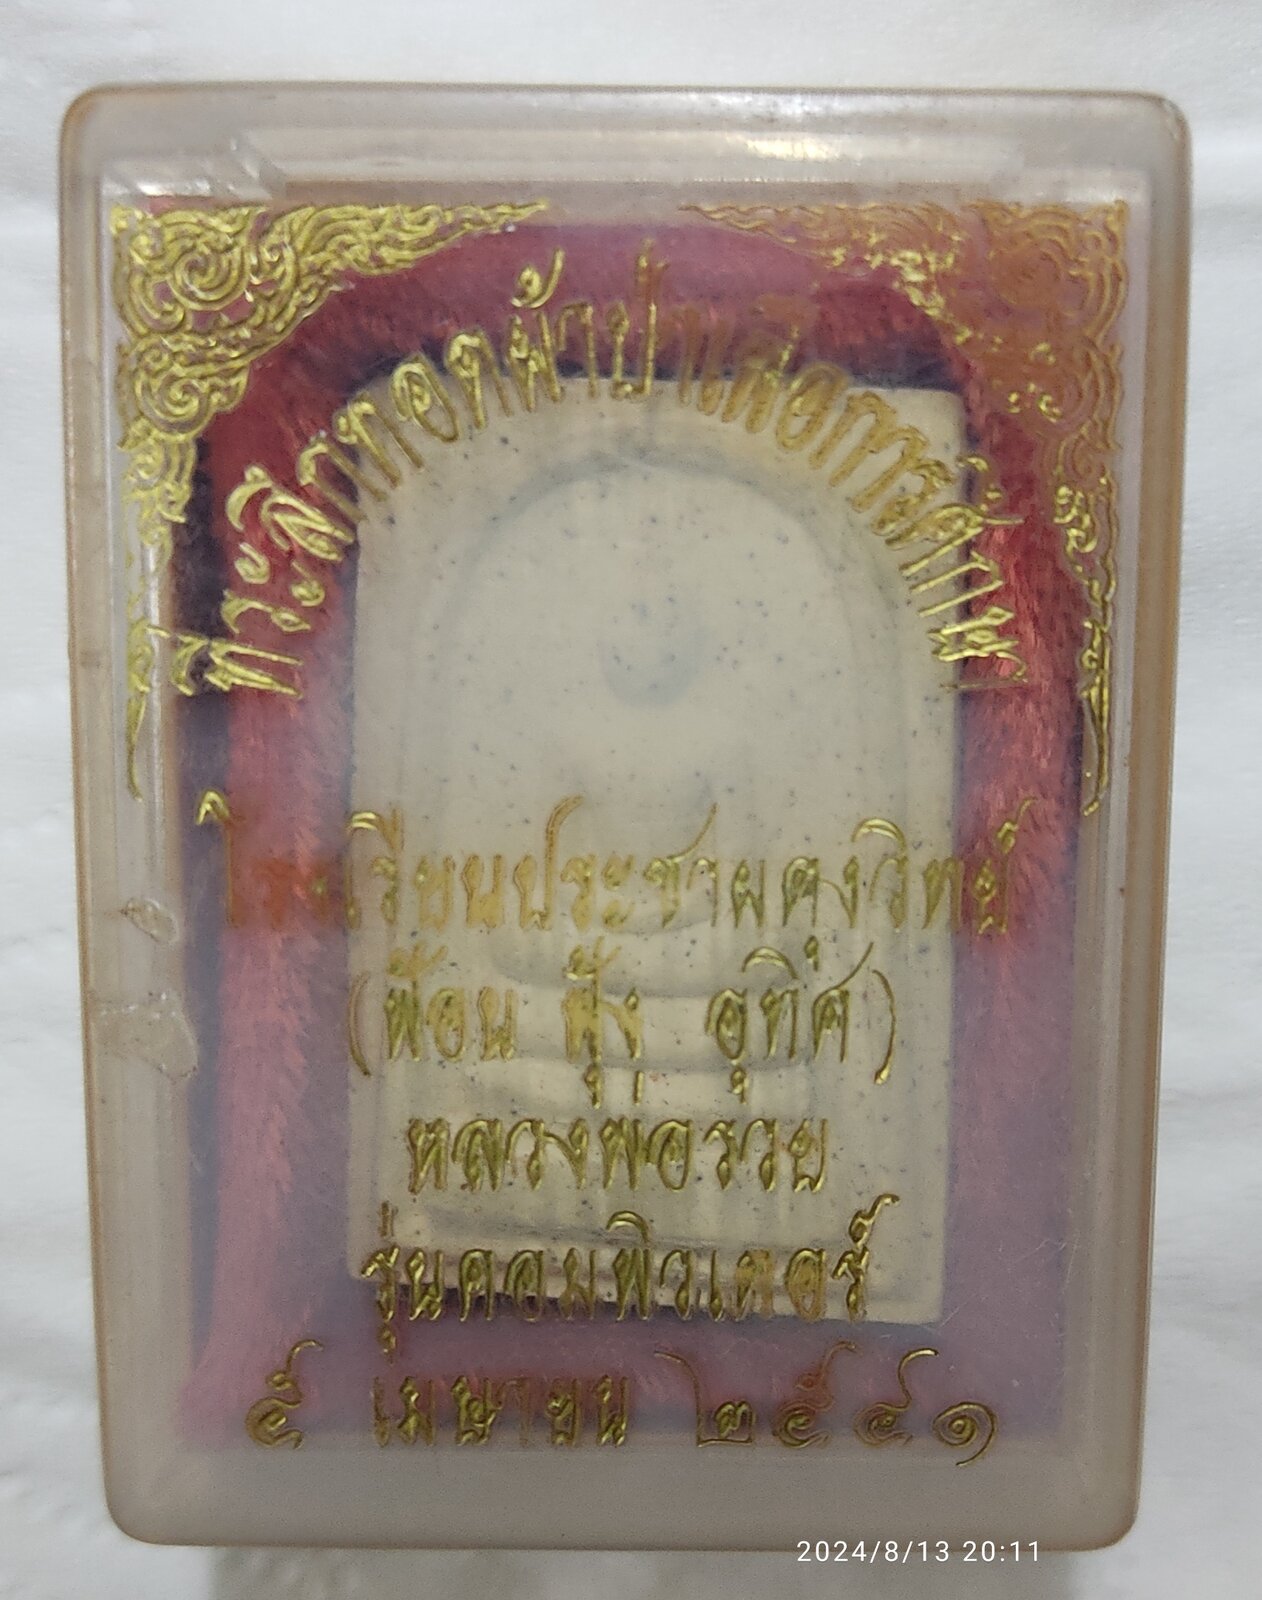 ที่ระลึกทอดผ้าป่าเพื่อการศึกษา
โรงเรียนประชาผดุงวิทย์
(พ้อน ฟุ้ง อุทิศ)
หลวงพ่อรวย
รุ่นคอมพิวเตอร์
๕ เมษายน ๒๕๔๑
2024/8/13 20:11